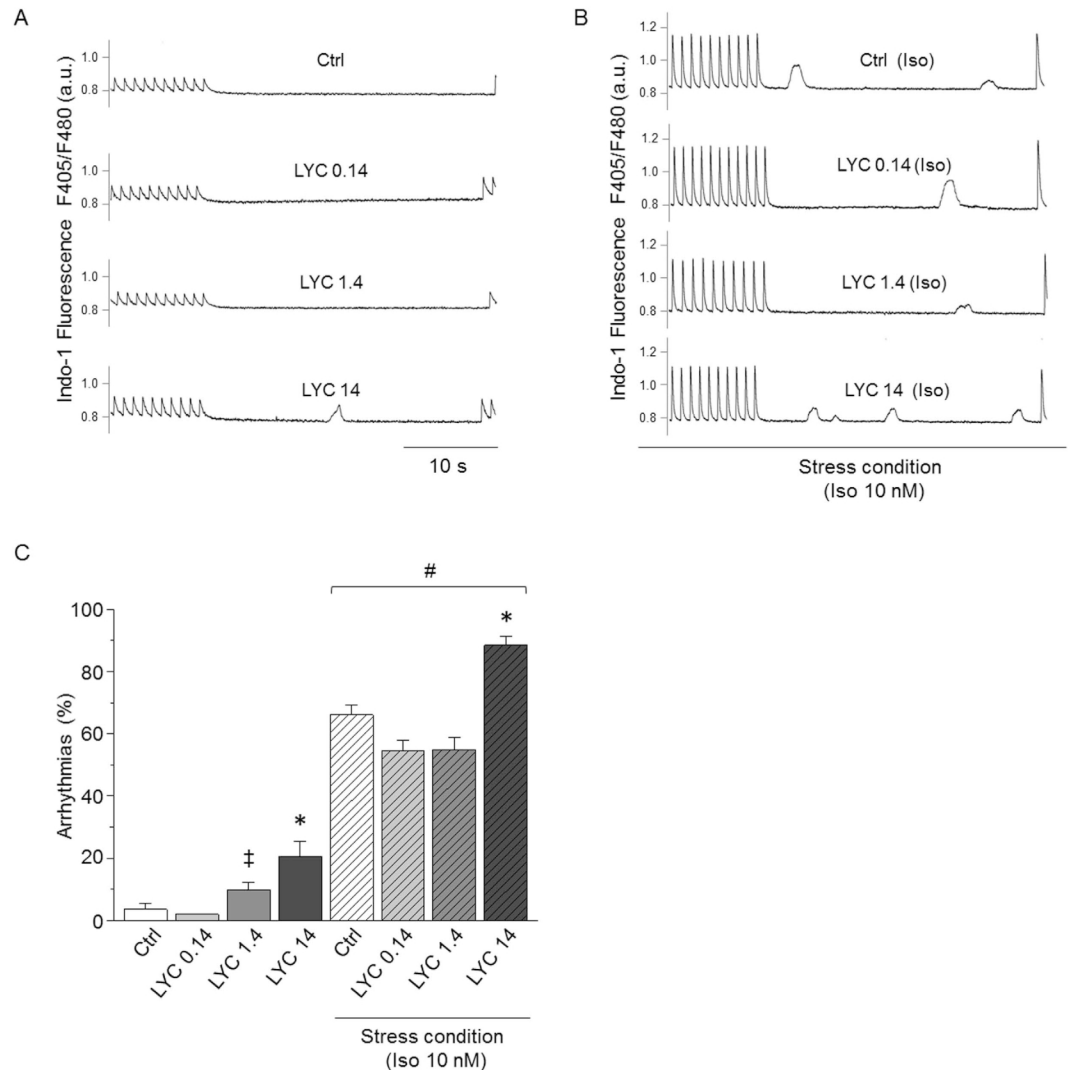 A
Indo-1 Fluorescence F405/F480 (a.u.)
1.0
0.8
Ctrl
1.0
0.8
LYC 0.14
1.0
0.8
LYC 1.4
1.0
0.8
LYC 14
10 s
B
Indo-1 Fluorescence F405/F480 (a.u.)
1.2
1.0
0.8
Ctrl (Iso)
1.2
1.0
0.8
LYC 0.14 (Iso)
1.2
1.0
0.8
LYC 1.4 (Iso)
1.2
1.0
0.8
LYC 14 (Iso)
Stress condition
(Iso 10 nM)
C
Arrhythmias (%)
100
80
60
40
20
0
‡
*
#
*
Ctrl
LYC 0.14
LYC 1.4
LYC 14
Ctrl
LYC 0.14
LYC 1.4
LYC 14
Stress condition
(Iso 10 nM)